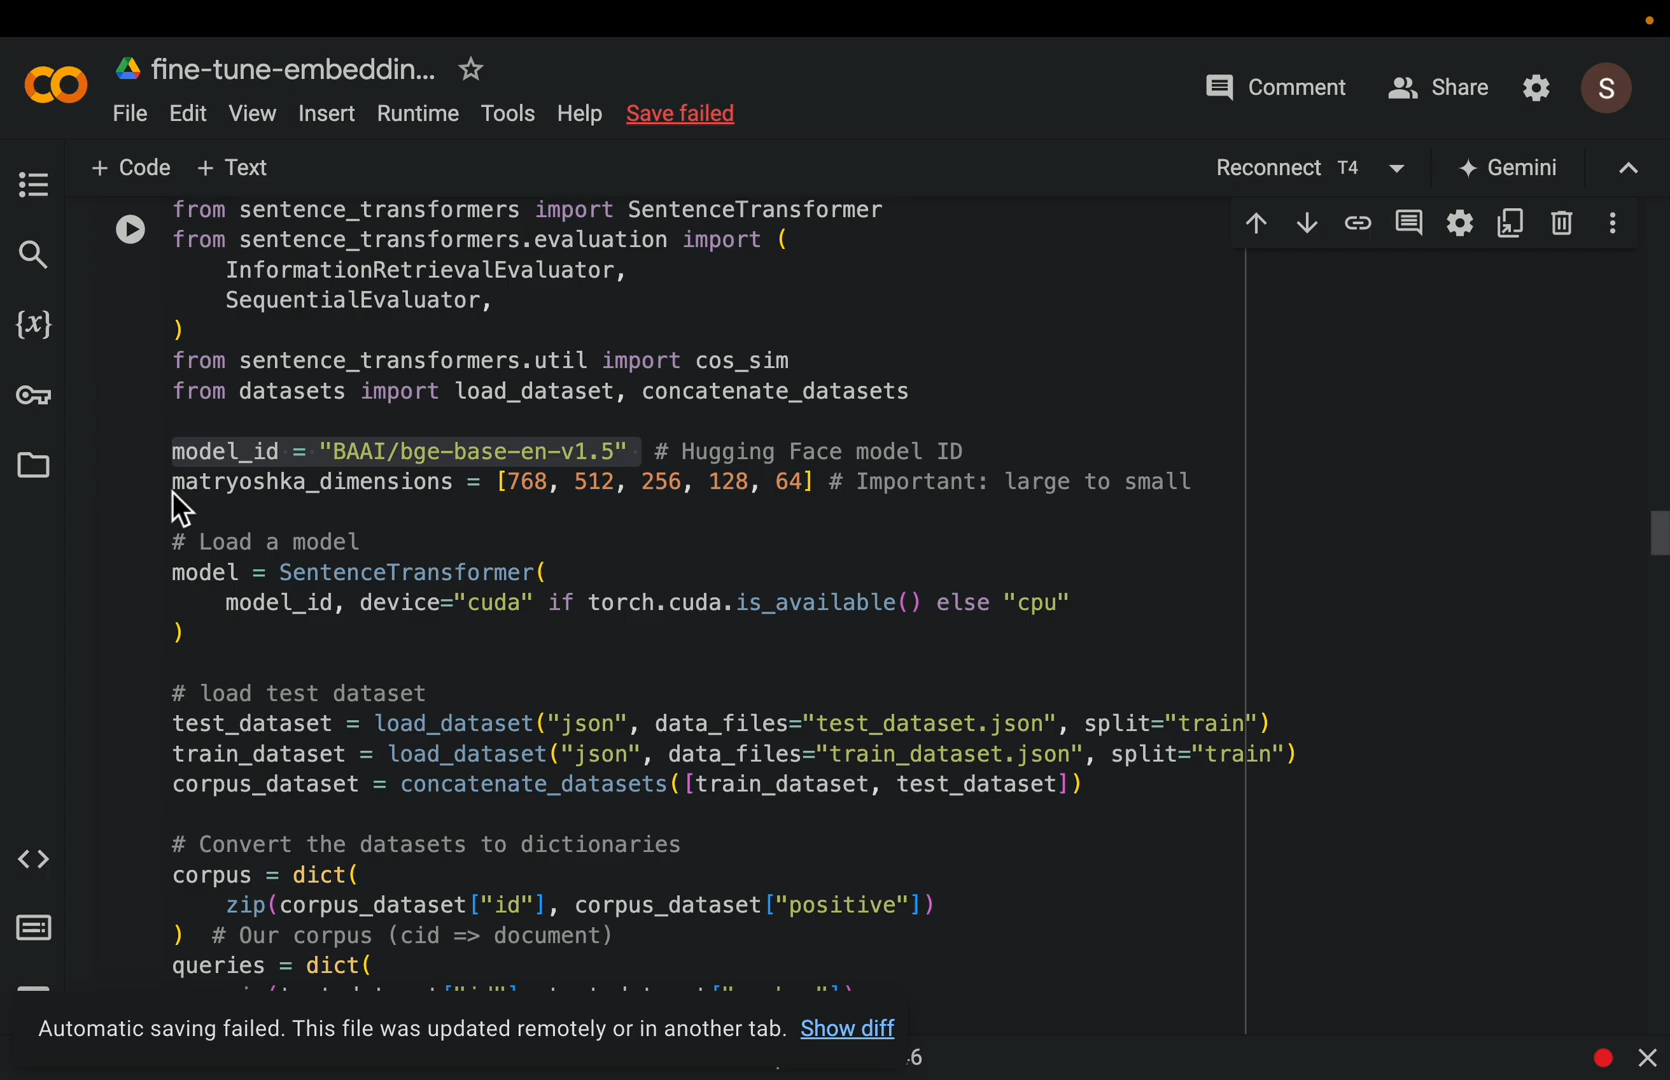 fine-tune-embeddin...
Comment
Share
S
File Edit View Insert Runtime Tools Help Save failed
+ Code + Text
Reconnect T4
Gemini
from sentence_transformers import SentenceTransformer
from sentence_transformers.evaluation import (
    InformationRetrievalEvaluator,
    SequentialEvaluator,
)
from sentence_transformers.util import cos_sim
from datasets import load_dataset, concatenate_datasets
{x}
model_id = "BAAI/bge-base-en-v1.5" # Hugging Face model ID
matryoshka_dimensions = [768, 512, 256, 128, 64] # Important: large to small
# Load a model
model = SentenceTransformer(
    model_id, device="cuda" if torch.cuda.is_available() else "cpu"
)
# load test dataset
test_dataset = load_dataset("json", data_files="test_dataset.json", split="train")
train_dataset = load_dataset("json", data_files="train_dataset.json", split="train")
corpus_dataset = concatenate_datasets([train_dataset, test_dataset])
# Convert the datasets to dictionaries
corpus = dict(
    zip(corpus_dataset["id"], corpus_dataset["positive"])
) # Our corpus (cid => document)
queries = dict(
Automatic saving failed. This file was updated remotely or in another tab. Show diff